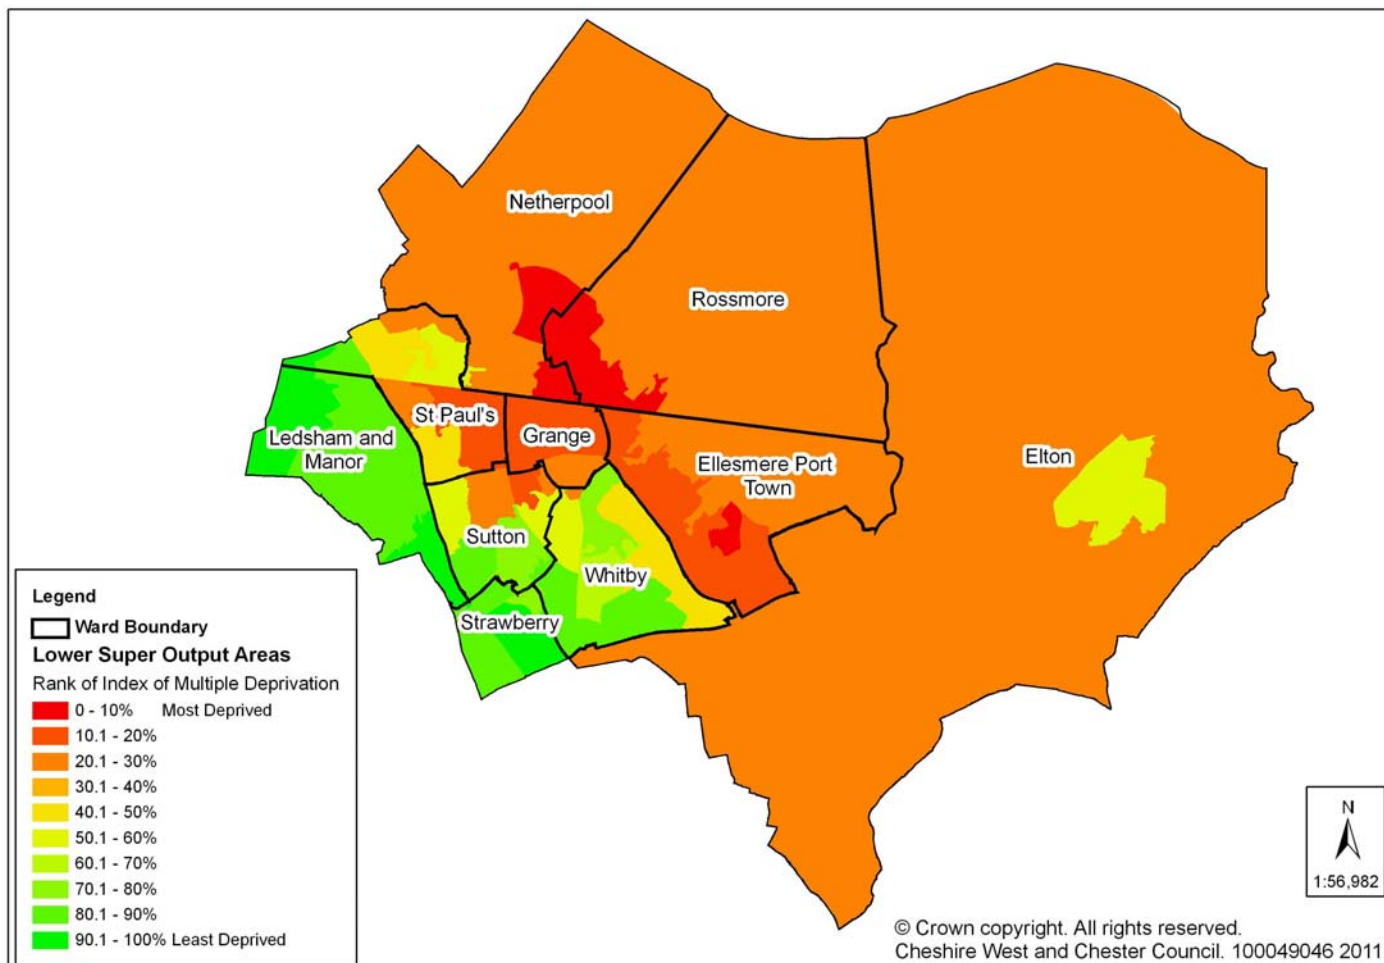 Netherpool
Rossmore
St Paul's
Grange
Ledsham and
Manor
Ellesmere Port
Town
Elton
Sutton
Whitby
Strawberry
Legend
Ward Boundary
Lower Super Output Areas
Rank of Index of Multiple Deprivation
0 - 10% Most Deprived
10.1 - 20%
20.1 - 30%
30.1 - 40%
40.1 - 50%
50.1 - 60%
60.1 - 70%
70.1 - 80%
80.1 - 90%
90.1 - 100% Least Deprived
N
1:56,982
© Crown copyright. All rights reserved.
Cheshire West and Chester Council. 100049046 2011